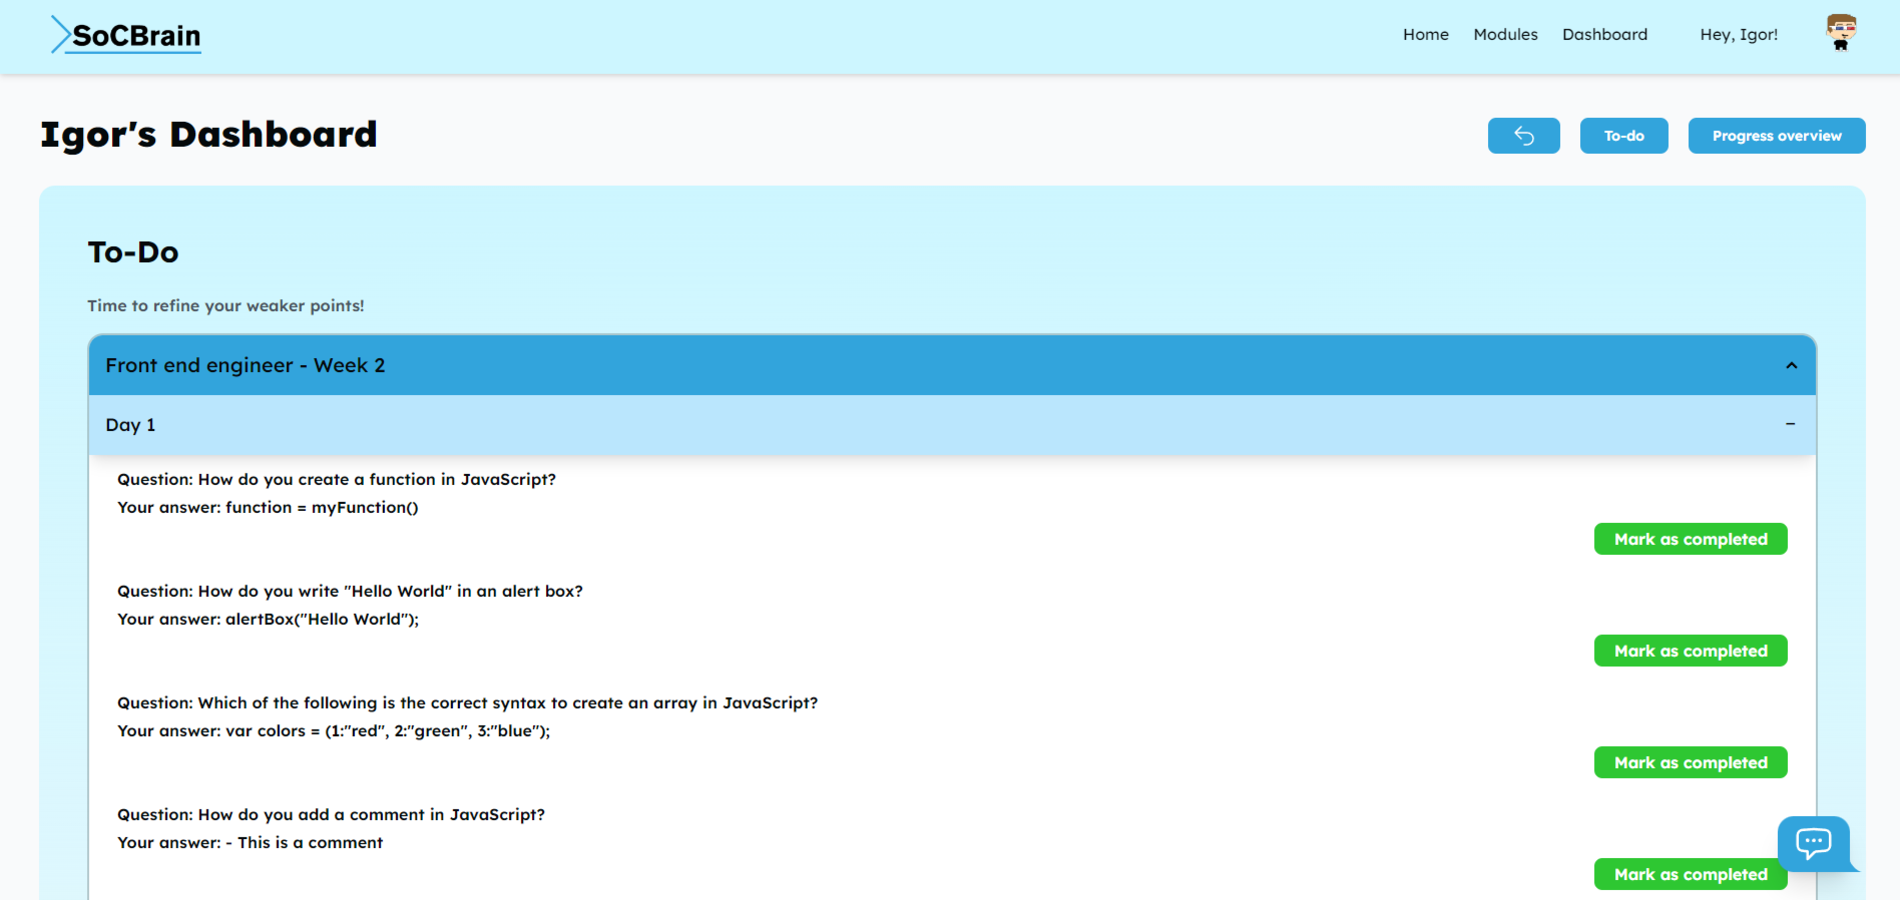 SoCBrain
Home Modules Dashboard Hey, Igor!
Igor's Dashboard
To-do Progress overview
To-Do
Time to refine your weaker points!
Front end engineer - Week 2
Day 1
Question: How do you create a function in JavaScript?
Your answer: function = myFunction()
Mark as completed
Question: How do you write "Hello World" in an alert box?
Your answer: alertBox("Hello World");
Mark as completed
Question: Which of the following is the correct syntax to create an array in JavaScript?
Your answer: var colors = (1:"red", 2:"green", 3:"blue");
Mark as completed
Question: How do you add a comment in JavaScript?
Your answer: - This is a comment
Mark as completed